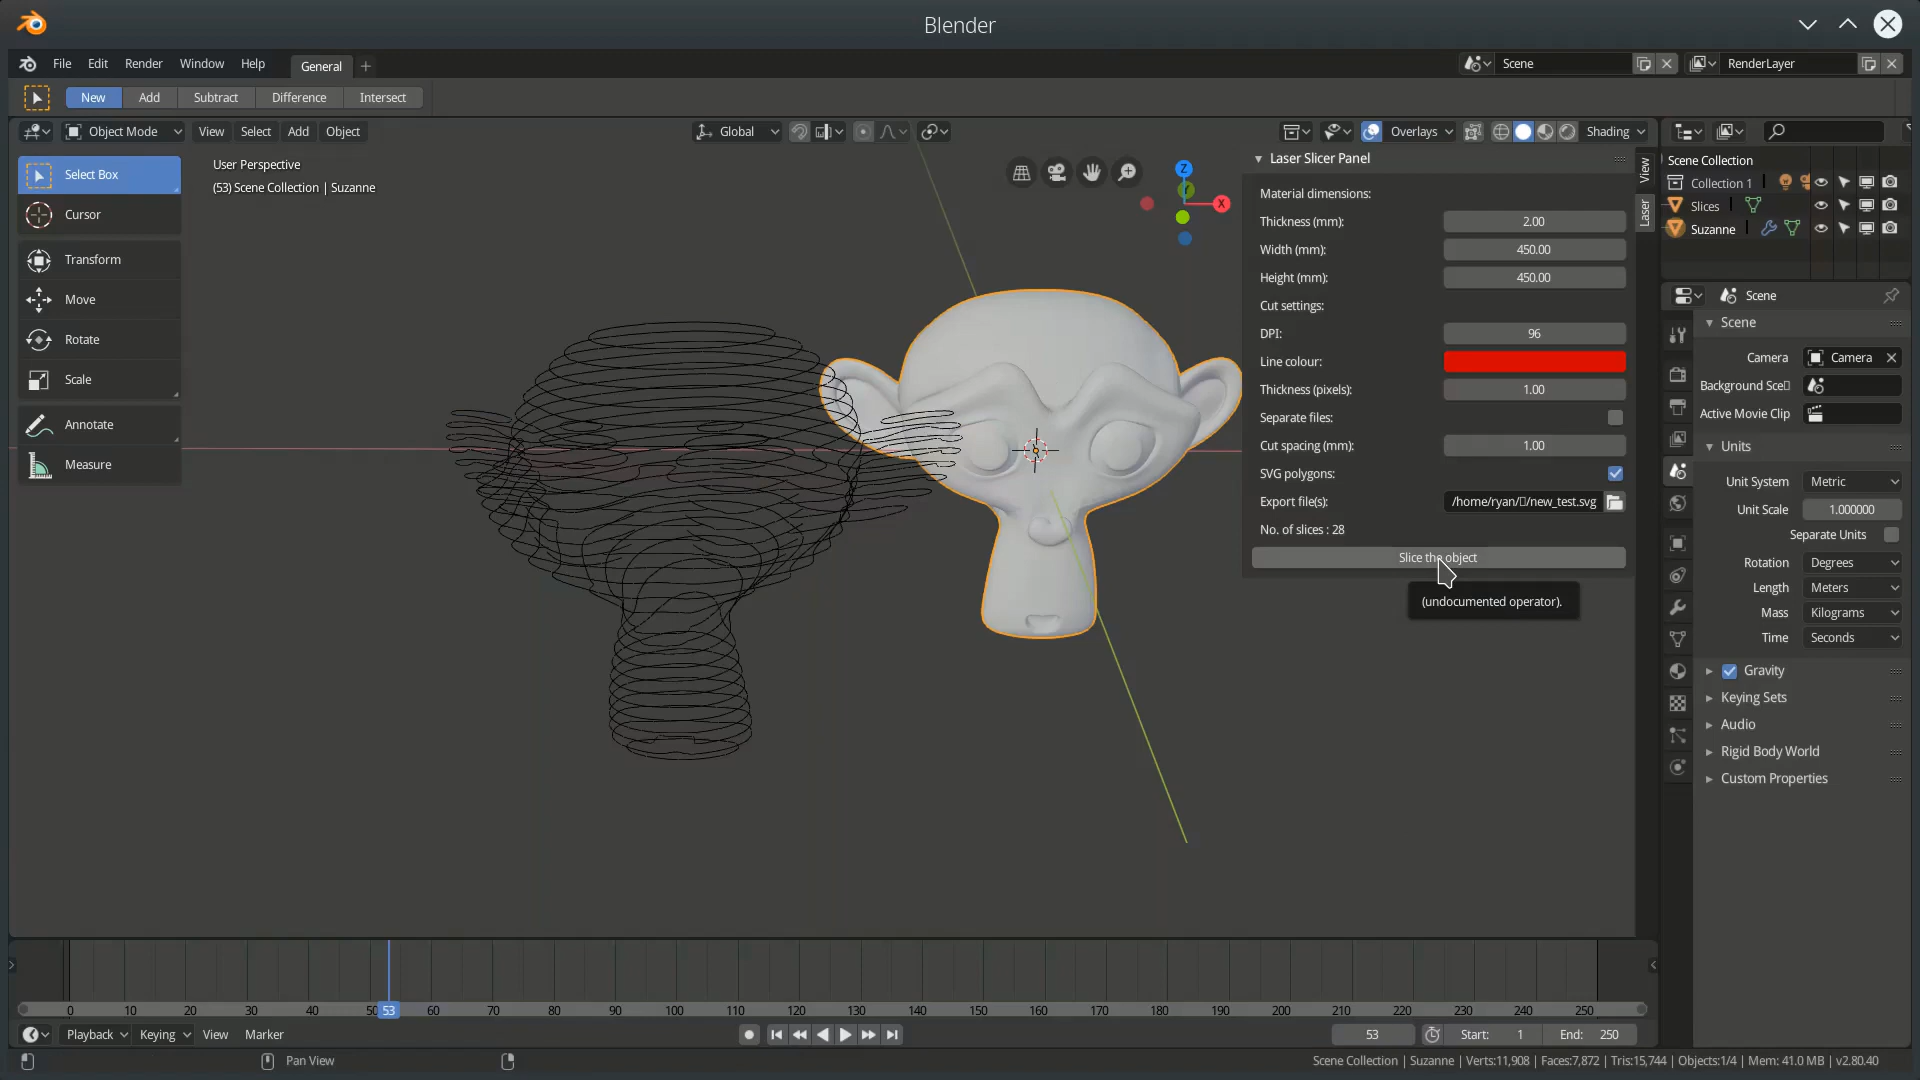 Blender
File Edit Render Window Help General + Scene RenderLayer
New Add Subtract Difference Intersect
Object Mode View Select Add Object Global Overlays Shading
Select Box
Cursor
Transform
Move
Rotate
Scale
Annotate
Measure
User Perspective
(53) Scene Collection | Suzanne
Z
X
Laser Slicer Panel
Material dimensions:
Thickness (mm): 2.00
Width (mm): 450.00
Height (mm): 450.00
Cut settings:
DPI: 96
Line colour:
Thickness (pixels): 1.00
Separate files:
Cut spacing (mm): 1.00
SVG polygons:
Export file(s): /home/ryan/▯/new_test.svg
No. of slices : 28
Slice the object
(undocumented operator).
View
Laser
Scene Collection
Collection 1
Slices
Suzanne
Scene
Scene
Camera Camera
Background Sce▯
Active Movie Clip
Units
Unit System Metric
Unit Scale 1.000000
Separate Units
Rotation Degrees
Length Meters
Mass Kilograms
Time Seconds
Gravity
Keying Sets
Audio
Rigid Body World
Custom Properties
0 10 20 30 40 50 53 60 70 80 90 100 110 120 130 140 150 160 170 180 190 200 210 220 230 240 250
Playback Keying View Marker 53 Start: 1 End: 250
Pan View
Scene Collection | Suzanne | Verts:11,908 | Faces:7,872 | Tris:15,744 | Objects:1/4 | Mem: 41.0 MB | v2.80.40